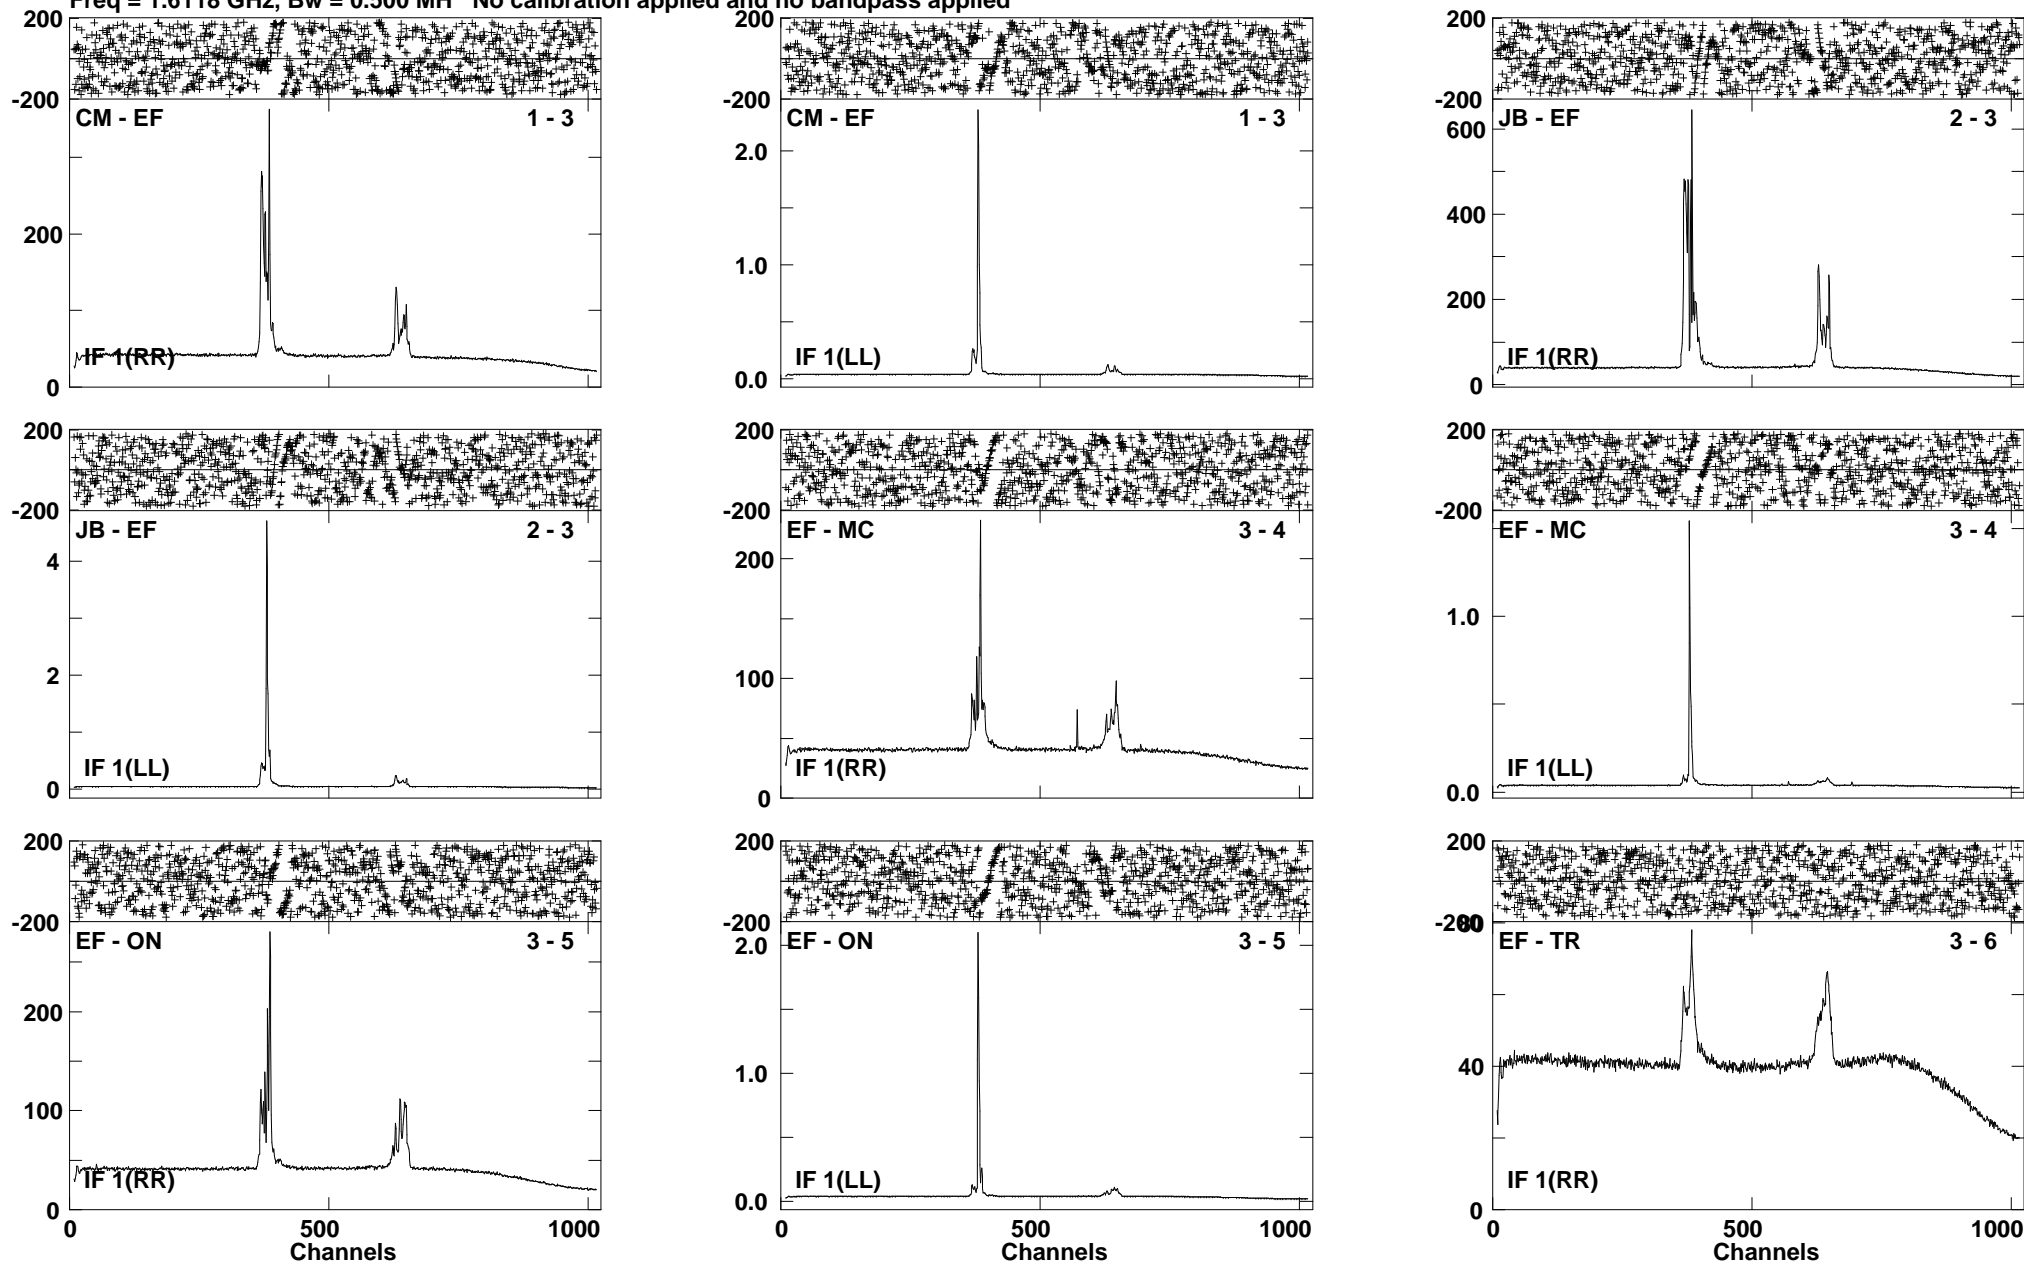 Freq = 1.6118 GHz, Bw = 0.500 MH No calibration applied and no bandpass applied
200
-200
CM - EF 1 - 3
200
0
IF 1(RR)
200
-200
CM - EF 1 - 3
2.0
1.0
0.0
IF 1(LL)
200
-200
JB - EF 2 - 3
600
400
200
0
IF 1(RR)
200
-200
JB - EF 2 - 3
4
2
0
IF 1(LL)
200
-200
EF - MC 3 - 4
200
100
0
IF 1(RR)
200
-200
EF - MC 3 - 4
1.0
0.0
IF 1(LL)
200
-200
EF - ON 3 - 5
200
100
0
IF 1(RR)
0 500 1000
Channels
200
-200
EF - ON 3 - 5
2.0
1.0
0.0
IF 1(LL)
0 500 1000
200
-200
80
EF - TR 3 - 6
40
0
IF 1(RR)
0 500 1000
Channels
Channels